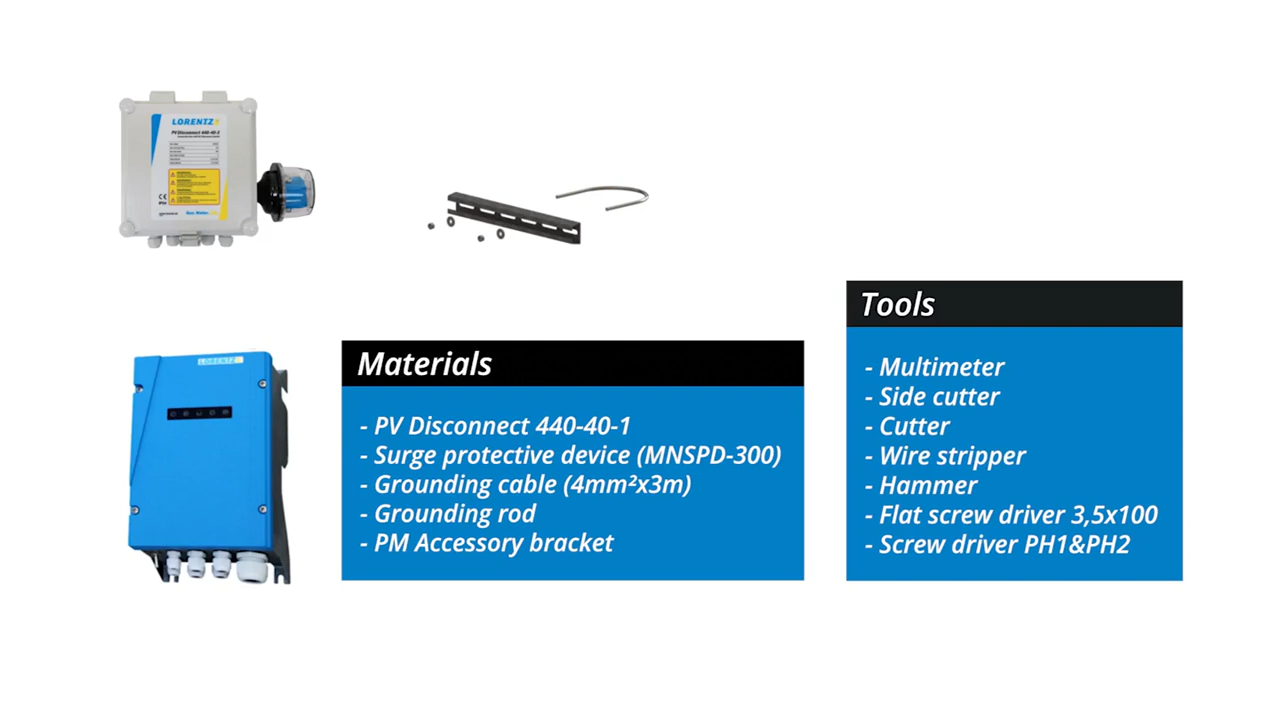 LORENTZ
PV Disconnect 440-40-1
Sun. Water.
LORENTZ
Materials
- PV Disconnect 440-40-1
- Surge protective device (MNSPD-300)
- Grounding cable (4mm²x3m)
- Grounding rod
- PM Accessory bracket
Tools
- Multimeter
- Side cutter
- Cutter
- Wire stripper
- Hammer
- Flat screw driver 3,5x100
- Screw driver PH1&PH2